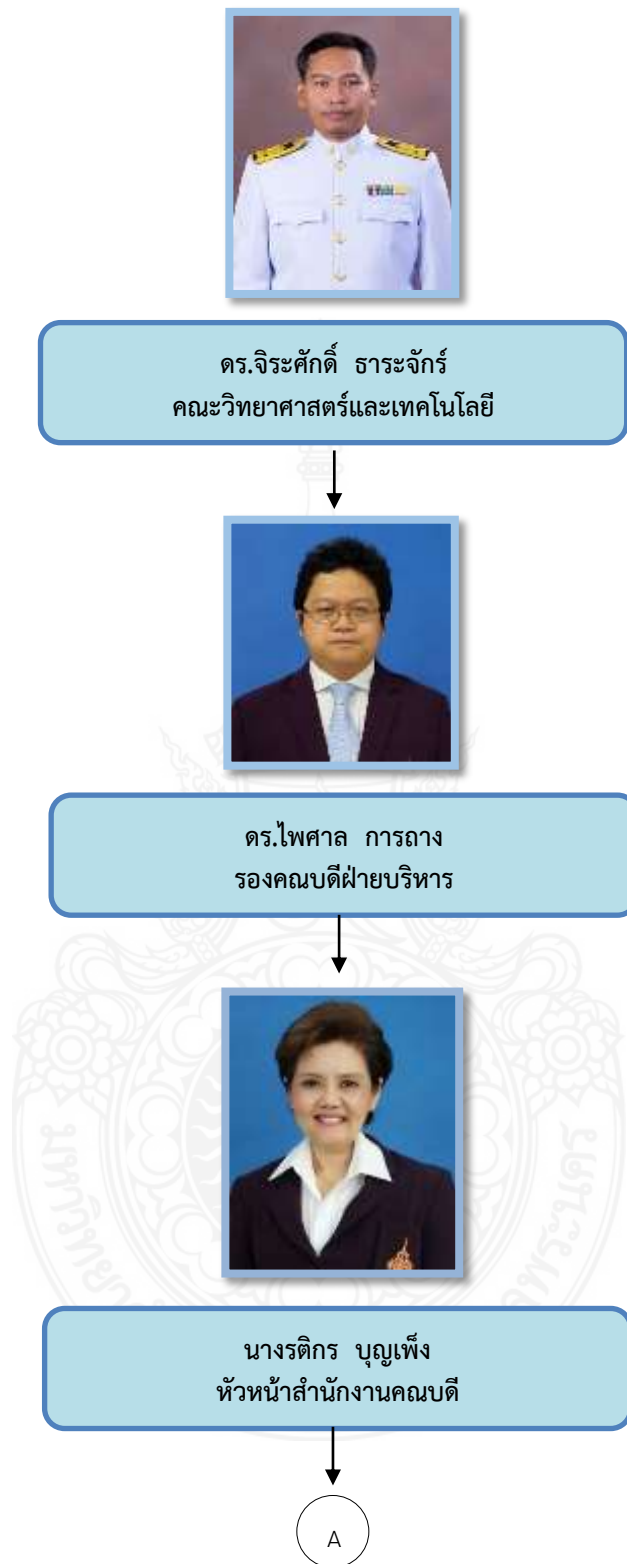 ดร.จิระศักดิ์ ธาระจักร์
คณะวิทยาศาสตร์และเทคโนโลยี
ดร.ไพศาล การถาง
รองคณบดีฝ่ายบริหาร
นางรติกร บุญเพ็ง
หัวหน้าสำนักงานคณบดี
A